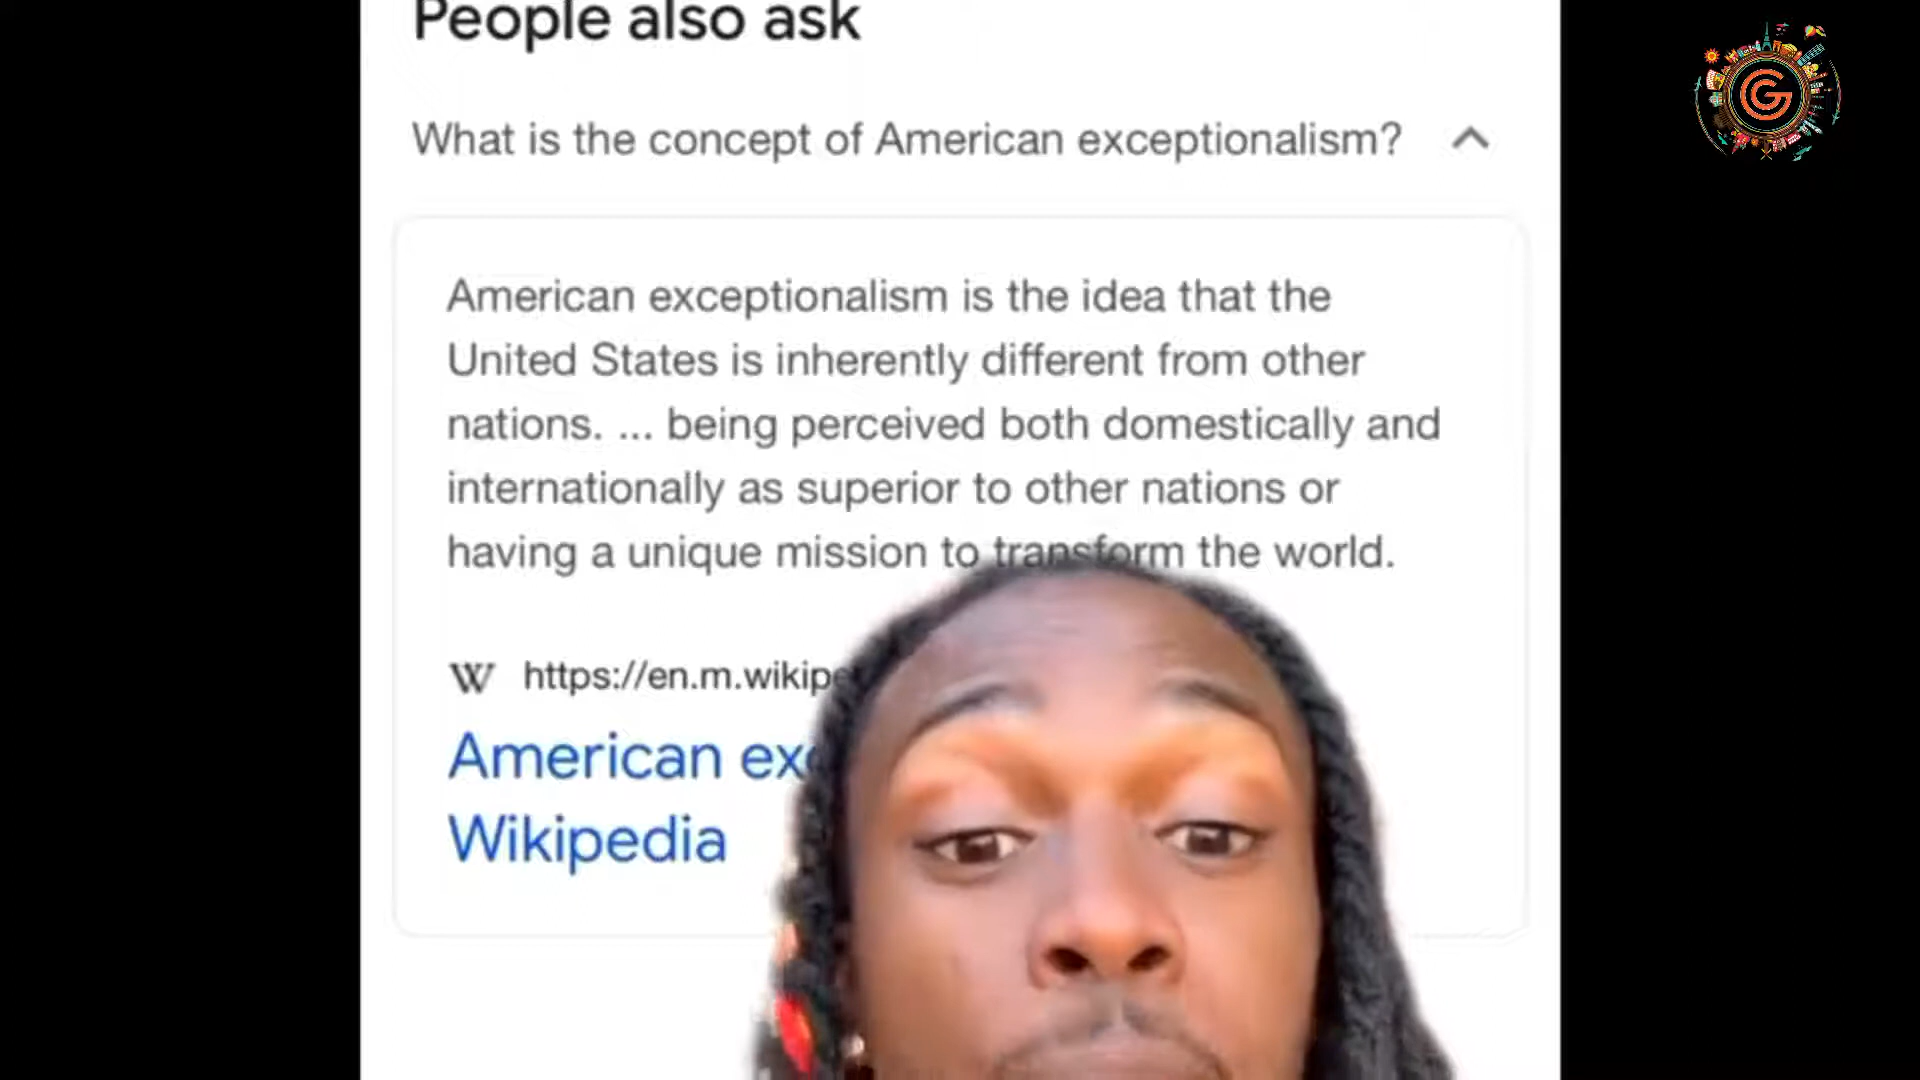 People also ask
What is the concept of American exceptionalism?
American exceptionalism is the idea that the
United States is inherently different from other
nations. ... being perceived both domestically and
internationally as superior to other nations or
having a unique mission to transform the world.
W https://en.m.wikip
American ex
Wikipedia